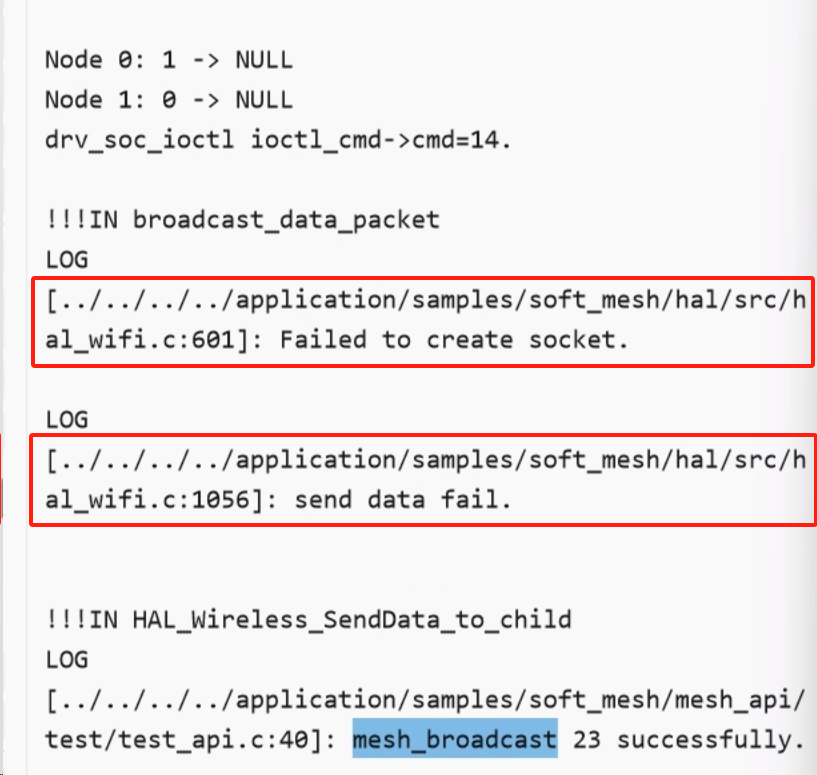 Node 0: 1 -> NULL
Node 1: 0 -> NULL
drv_soc_ioctl ioctl_cmd->cmd=14.
!!!IN broadcast_data_packet
LOG
[../../../../application/samples/soft_mesh/hal/src/h
al_wifi.c:601]: Failed to create socket.
LOG
[../../../../application/samples/soft_mesh/hal/src/h
al_wifi.c:1056]: send data fail.
!!!IN HAL_Wireless_SendData_to_child
LOG
[../../../../application/samples/soft_mesh/mesh_api/
test/test_api.c:40]: mesh_broadcast 23 successfully.